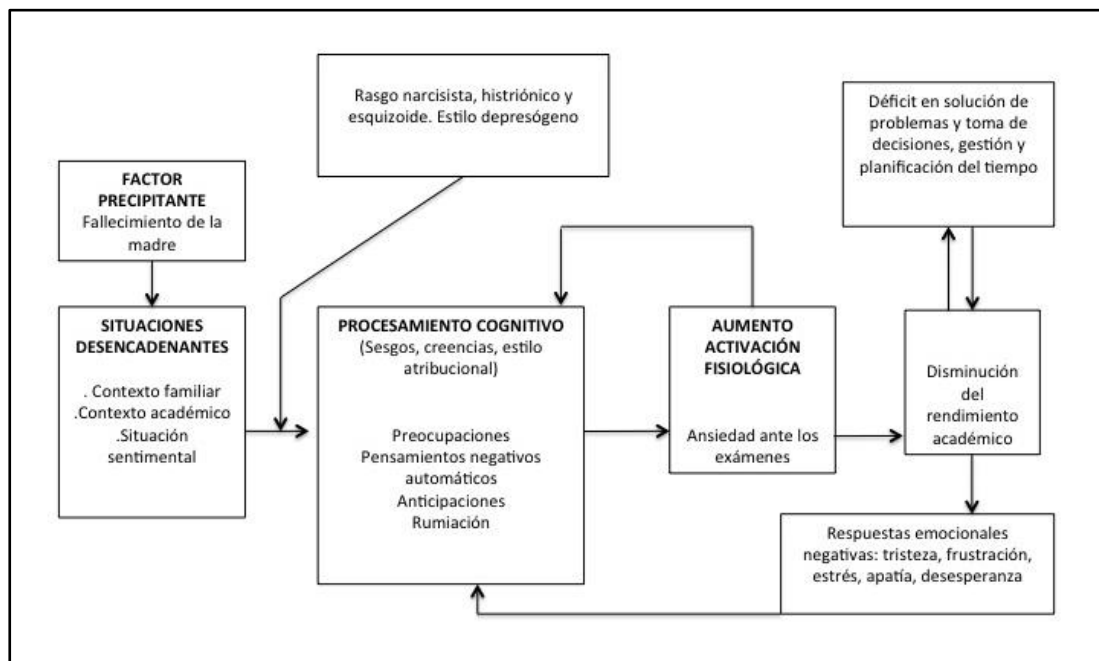 Rasgo narcisista, histriónico y
esquizoide. Estilo depresógeno
Déficit en solución de
problemas y toma de
decisiones, gestión y
planificación del tiempo
FACTOR
PRECIPITANTE
Fallecimiento de la
madre
SITUACIONES
DESENCADENANTES
. Contexto familiar
.Contexto académico
.Situación
sentimental
PROCESAMIENTO COGNITIVO
(Sesgos, creencias, estilo
atribucional)
Preocupaciones
Pensamientos negativos
automáticos
Anticipaciones
Rumiación
AUMENTO
ACTIVACIÓN
FISIOLÓGICA
Ansiedad ante los
exámenes
Disminución
del
rendimiento
académico
Respuestas emocionales
negativas: tristeza, frustración,
estrés, apatía, desesperanza